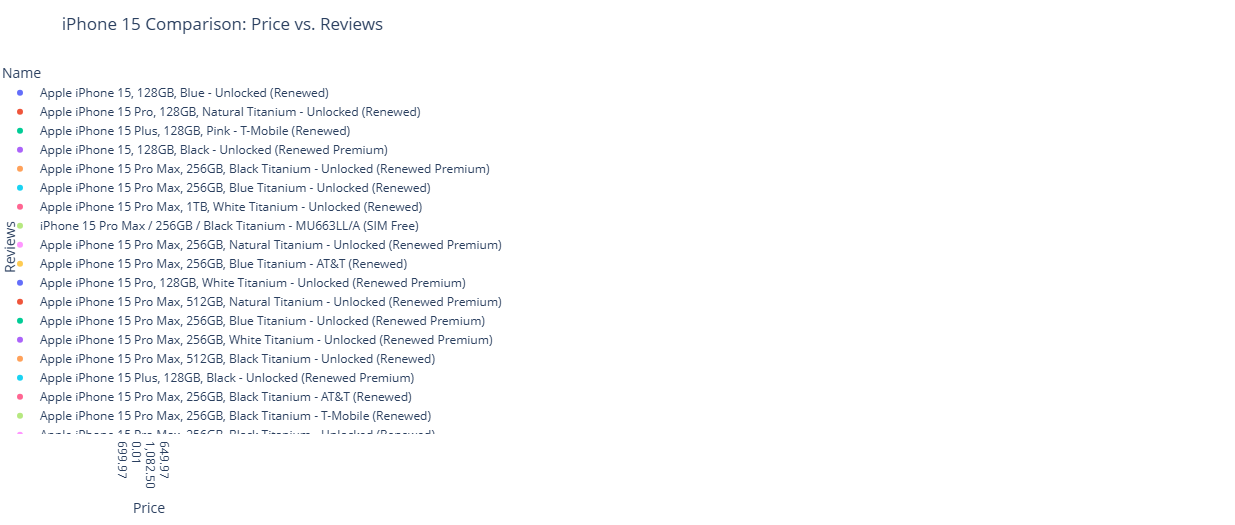 iPhone 15 Comparison: Price vs. Reviews
Name
Apple iPhone 15, 128GB, Blue - Unlocked (Renewed)
Apple iPhone 15 Pro, 128GB, Natural Titanium - Unlocked (Renewed)
Apple iPhone 15 Plus, 128GB, Pink - T-Mobile (Renewed)
Apple iPhone 15, 128GB, Black - Unlocked (Renewed Premium)
Apple iPhone 15 Pro Max, 256GB, Black Titanium - Unlocked (Renewed Premium)
Apple iPhone 15 Pro Max, 256GB, Blue Titanium - Unlocked (Renewed)
Apple iPhone 15 Pro Max, 1TB, White Titanium - Unlocked (Renewed)
iPhone 15 Pro Max / 256GB / Black Titanium - MU663LL/A (SIM Free)
Apple iPhone 15 Pro Max, 256GB, Natural Titanium - Unlocked (Renewed Premium)
Apple iPhone 15 Pro Max, 256GB, Blue Titanium - AT&T (Renewed)
Apple iPhone 15 Pro, 128GB, White Titanium - Unlocked (Renewed Premium)
Apple iPhone 15 Pro Max, 512GB, Natural Titanium - Unlocked (Renewed Premium)
Apple iPhone 15 Pro Max, 256GB, Blue Titanium - Unlocked (Renewed Premium)
Apple iPhone 15 Pro Max, 256GB, White Titanium - Unlocked (Renewed Premium)
Apple iPhone 15 Pro Max, 512GB, Black Titanium - Unlocked (Renewed)
Apple iPhone 15 Plus, 128GB, Black - Unlocked (Renewed Premium)
Apple iPhone 15 Pro Max, 256GB, Black Titanium - AT&T (Renewed)
Apple iPhone 15 Pro Max, 256GB, Black Titanium - T-Mobile (Renewed)
Apple iPhone 15 Pro Max, 256GB, Black Titanium - Unlocked (Renewed)
Reviews
699.97
0.01
1,082.50
649.97
Price